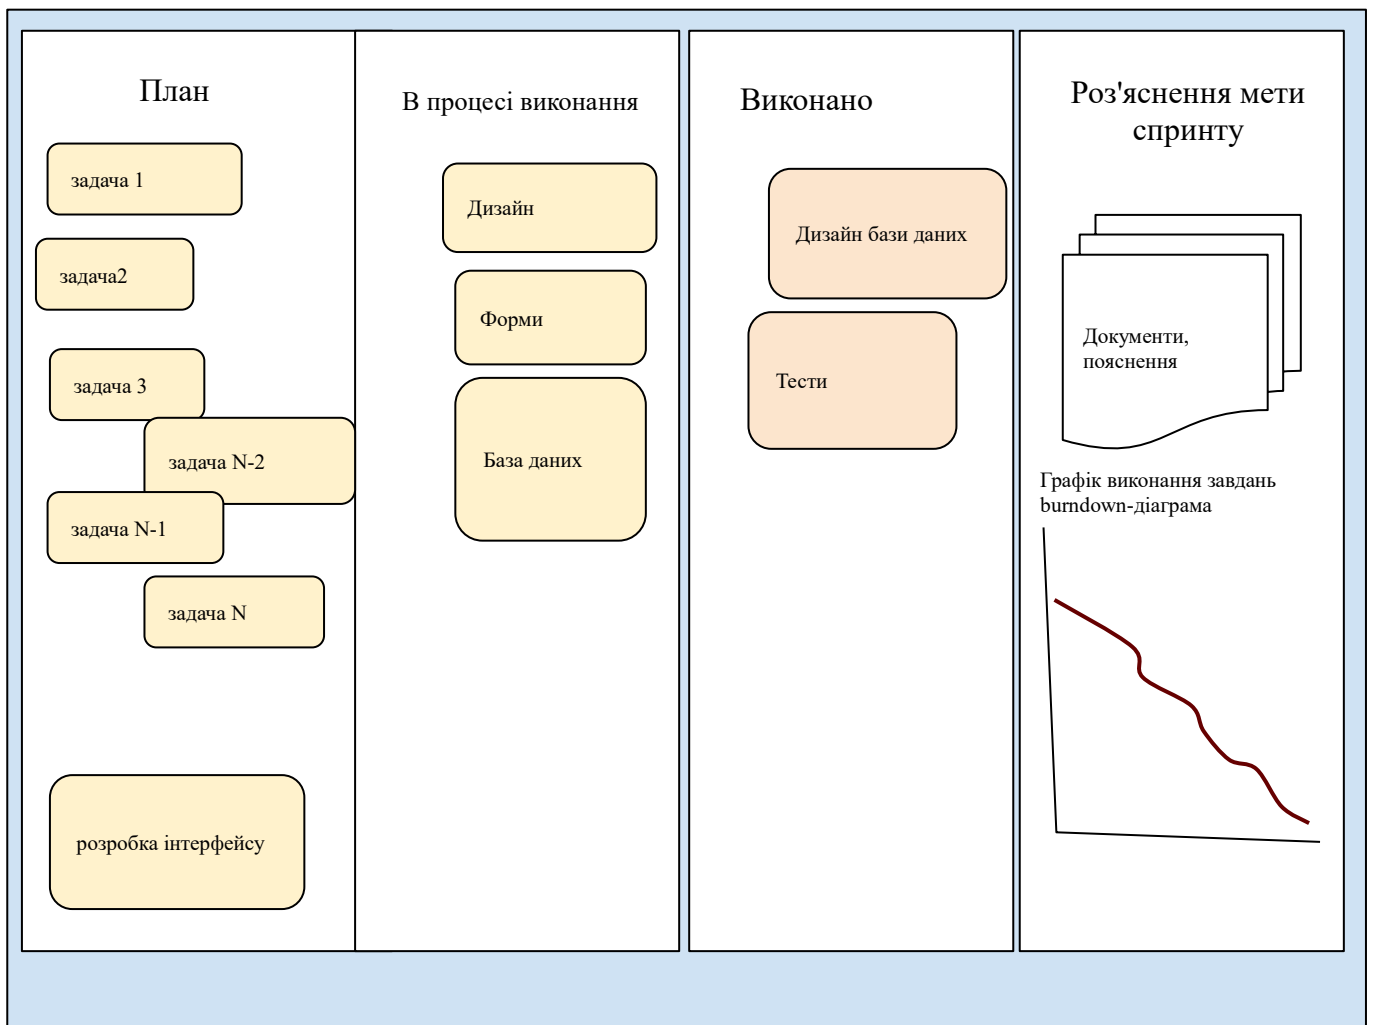 План
задача 1
задача2
задача 3
задача N-2
задача N-1
задача N
розробка інтерфейсу
В процесі виконання
Дизайн
Форми
База даних
Виконано
Дизайн бази даних
Тести
Роз'яснення мети
спринту
Документи,
пояснення
Графік виконання завдань
burndown-діаграма